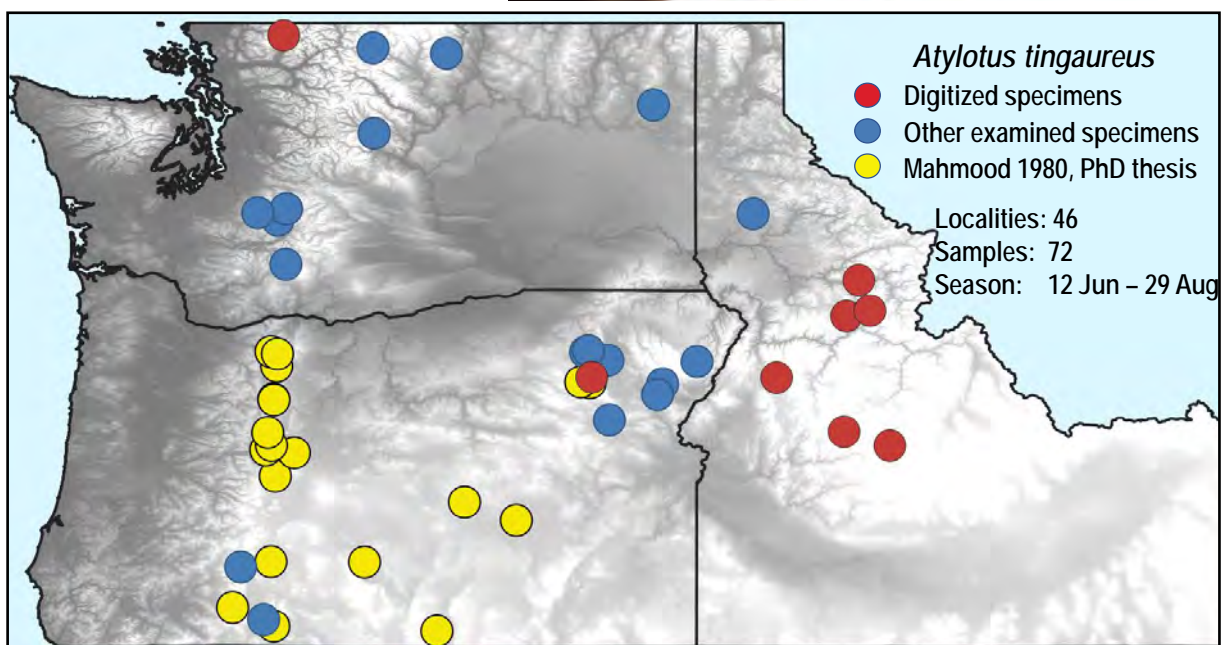 Atylotus tingaureus
Digitized specimens
Other examined specimens
Mahmood 1980, PhD thesis
Localities: 46
Samples: 72
Season: 12 Jun – 29 Aug